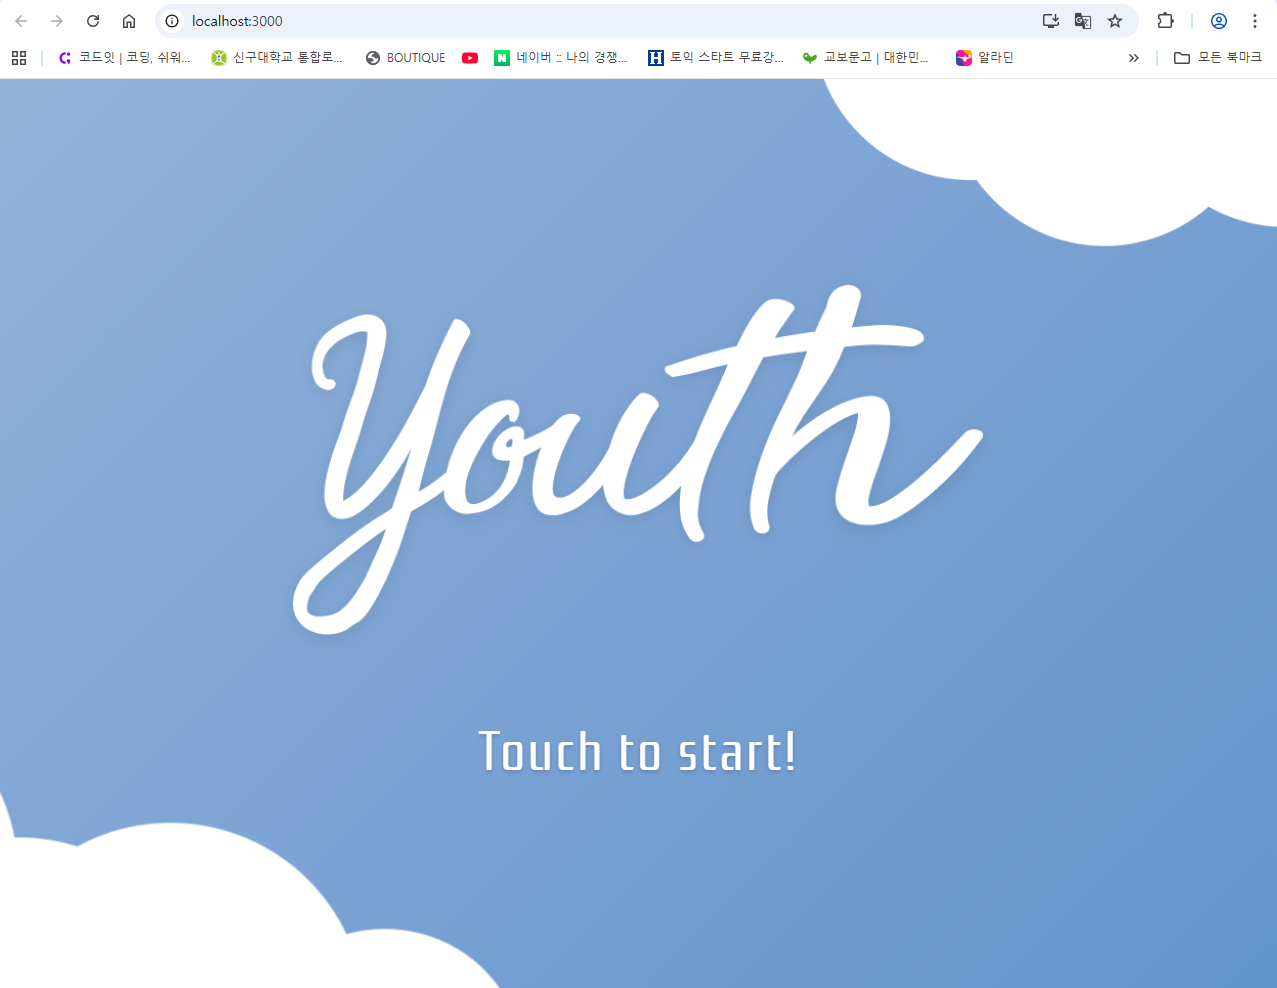 localhost:3000
코드잇 | 코딩, 쉬워... 신구대학교 통합로... BOUTIQUE 네이버 :: 나의 경쟁... 토익 스타트 무료강... 교보문고 | 대한민... 알라딘 » 모든 북마크
Youth
Touch to start!